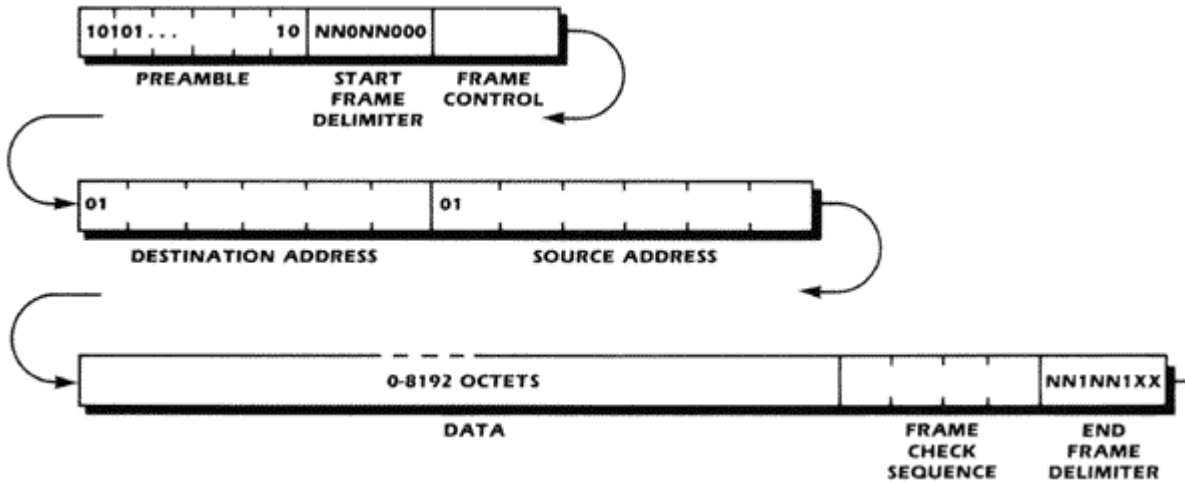 10101... 10 NN0NN000
PREAMBLE START FRAME DELIMITER FRAME CONTROL
01 01
DESTINATION ADDRESS SOURCE ADDRESS
0-8192 OCTETS NN1NN1XX
DATA FRAME CHECK SEQUENCE END FRAME DELIMITER